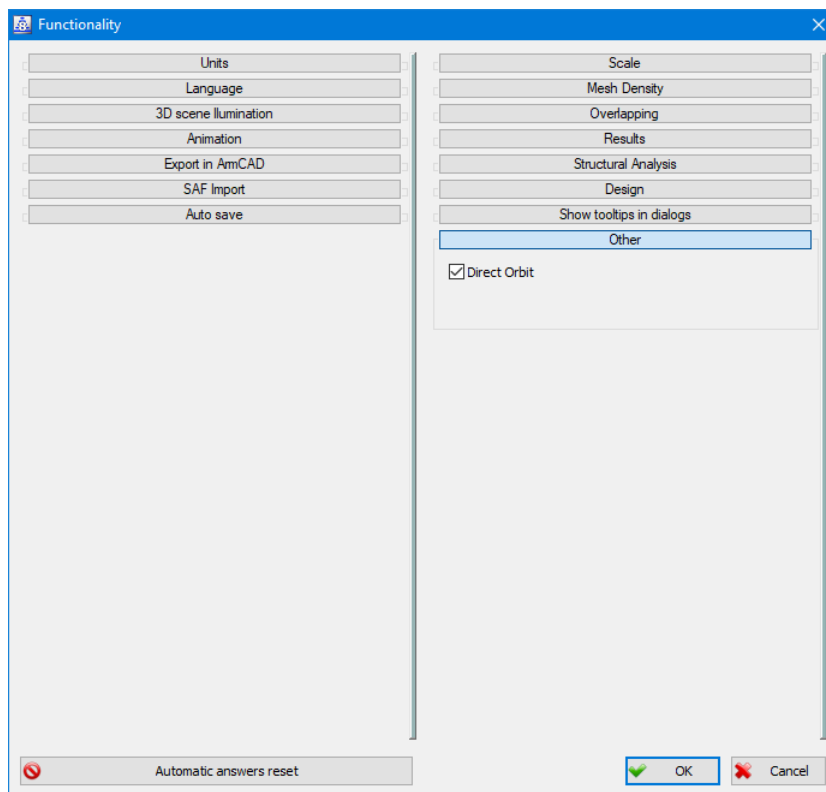 Functionality
Units
Language
3D scene Ilumination
Animation
Export in ArmCAD
SAF Import
Auto save
Scale
Mesh Density
Overlapping
Results
Structural Analysis
Design
Show tooltips in dialogs
Other
Direct Orbit
Automatic answers reset
OK
Cancel